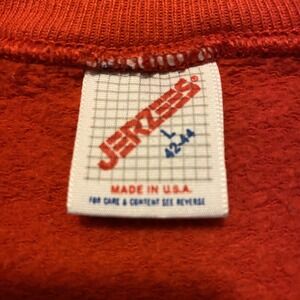 JERZEES®
L
42-44
MADE IN U.S.A.
FOR CARE & CONTENT SEE REVERSE